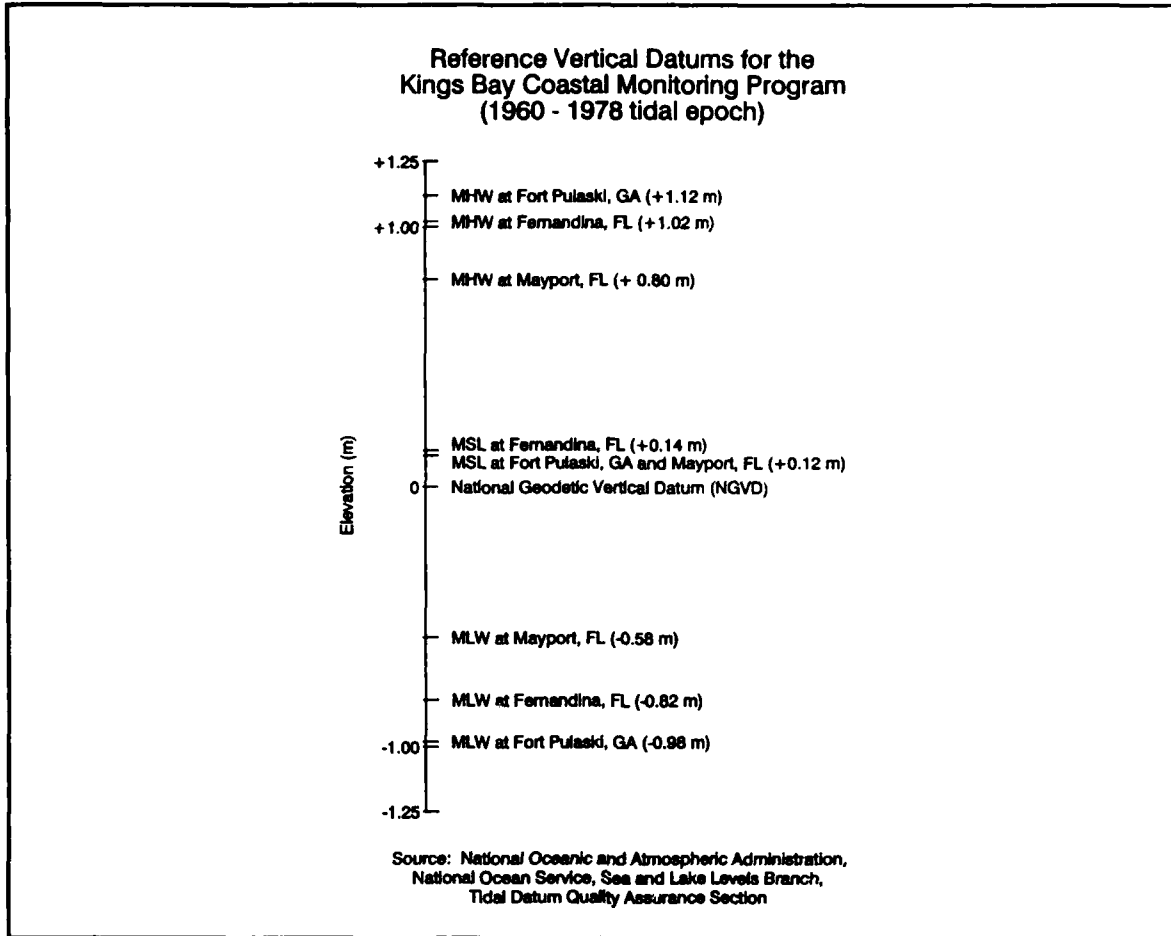 Reference Vertical Datums for the
Kings Bay Coastal Monitoring Program
(1960 - 1978 tidal epoch)
+1.25
MHW at Fort Pulaski, GA (+1.12 m)
MHW at Fernandina, FL (+1.02 m)
+1.00
MHW at Mayport, FL (+ 0.80 m)
Elevation (m)
MSL at Fernandina, FL (+0.14 m)
MSL at Fort Pulaski, GA and Mayport, FL (+0.12 m)
0 National Geodetic Vertical Datum (NGVD)
MLW at Mayport, FL (-0.58 m)
MLW at Fernandina, FL (-0.82 m)
-1.00 MLW at Fort Pulaski, GA (-0.98 m)
-1.25
Source: National Oceanic and Atmospheric Administration,
National Ocean Service, Sea and Lake Levels Branch,
Tidal Datum Quality Assurance Section